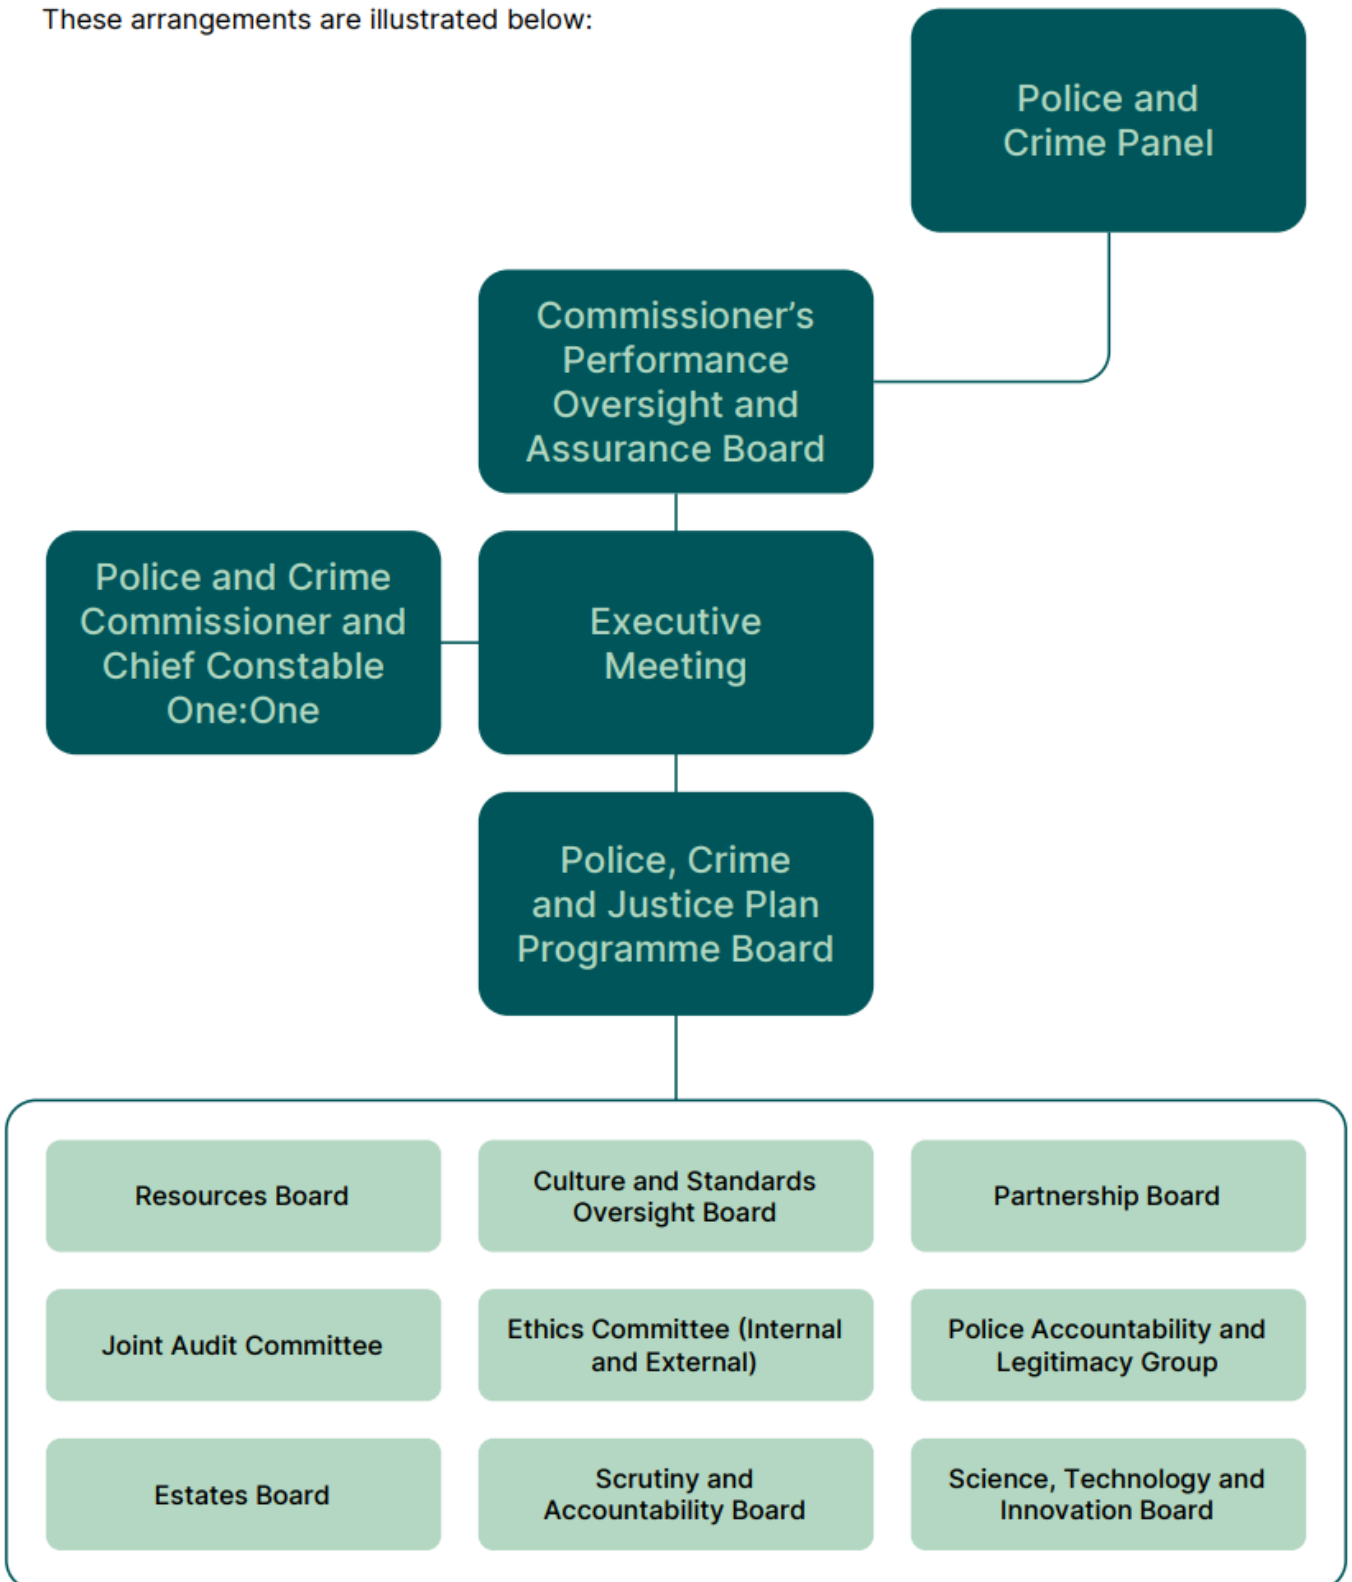 These arrangements are illustrated below:
Police and
Crime Panel
Commissioner’s
Performance
Oversight and
Assurance Board
Police and Crime
Commissioner and
Chief Constable
One:One
Executive
Meeting
Police, Crime
and Justice Plan
Programme Board
Resources Board
Culture and Standards
Oversight Board
Partnership Board
Joint Audit Committee
Ethics Committee (Internal
and External)
Police Accountability and
Legitimacy Group
Estates Board
Scrutiny and
Accountability Board
Science, Technology and
Innovation Board